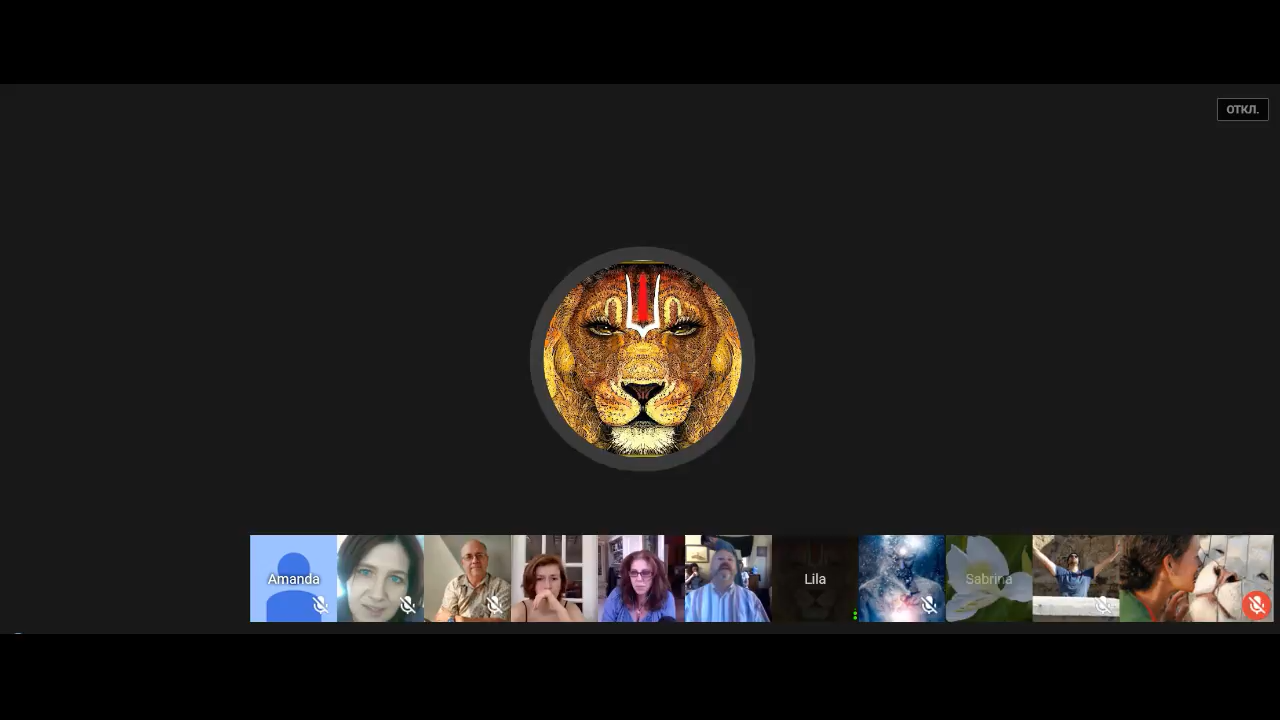 ОТКЛ.
Amanda
Lila
Sabrina